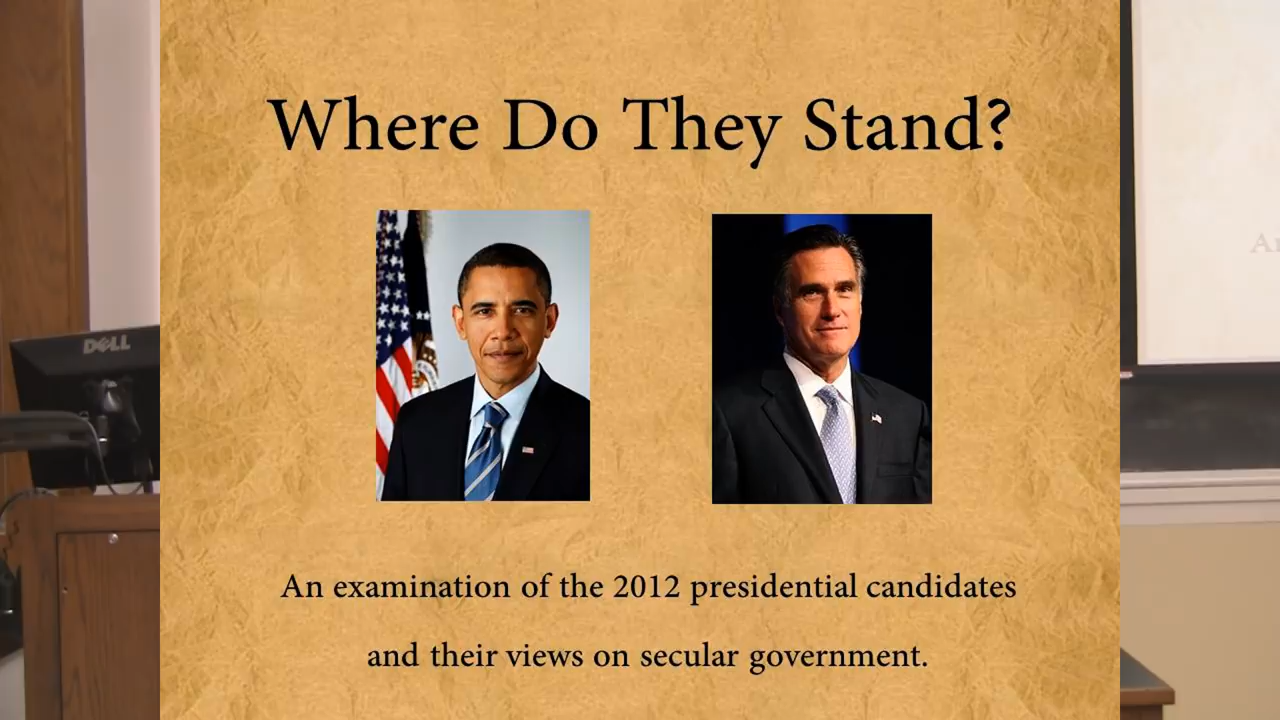 Where Do They Stand?
DELL
An examination of the 2012 presidential candidates
and their views on secular government.